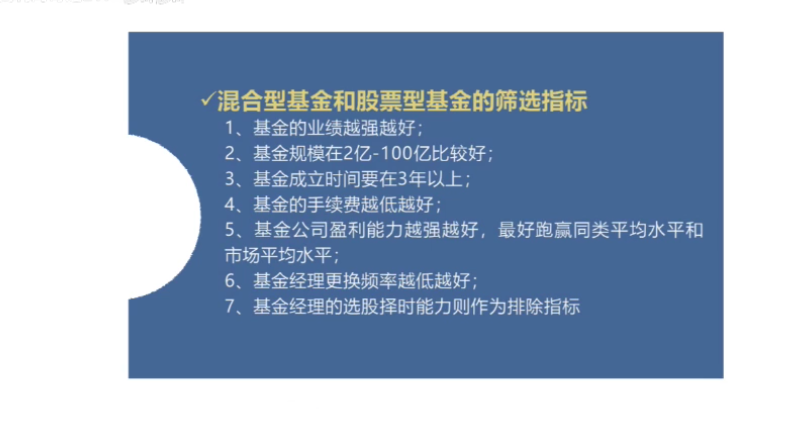 ✓混合型基金和股票型基金的筛选指标
1、基金的业绩越强越好；
2、基金规模在2亿-100亿比较好；
3、基金成立时间要在3年以上；
4、基金的手续费越低越好；
5、基金公司盈利能力越强越好，最好跑赢同类平均水平和
市场平均水平；
6、基金经理更换频率越低越好；
7、基金经理的选股择时能力则作为排除指标